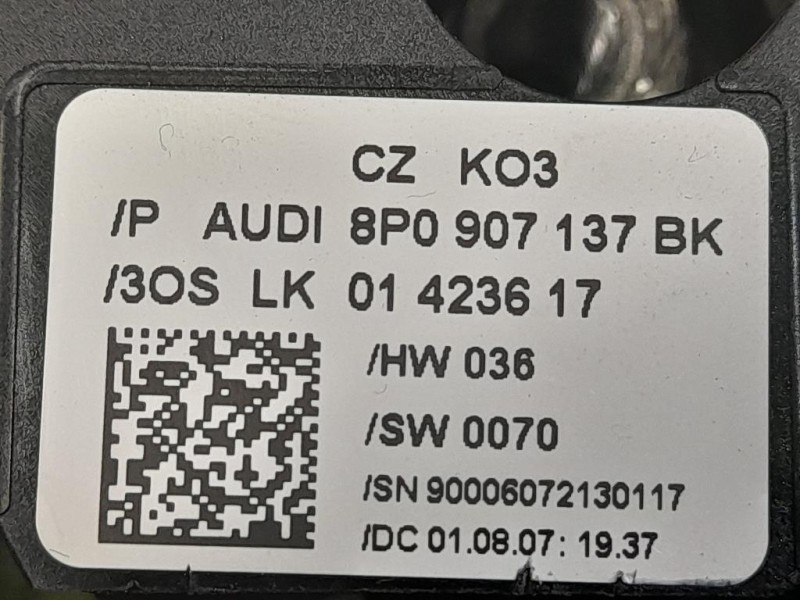 CZ KO3
/P AUDI 8P0 907 137 BK
/3OS LK 01 4236 17
/HW 036
/SW 0070
/SN 90006072130117
/DC 01.08.07: 19.37